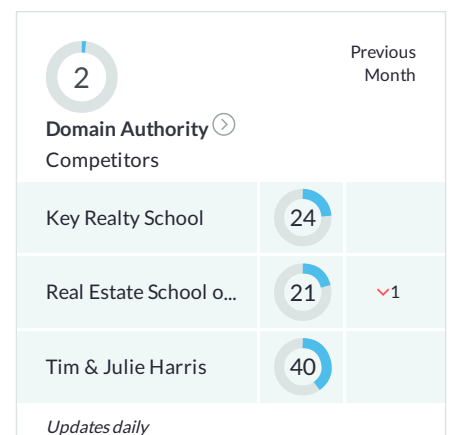 2
Previous
Month
Domain Authority
Competitors
Key Realty School 24
Real Estate School o... 21 1
Tim & Julie Harris 40
Updates daily